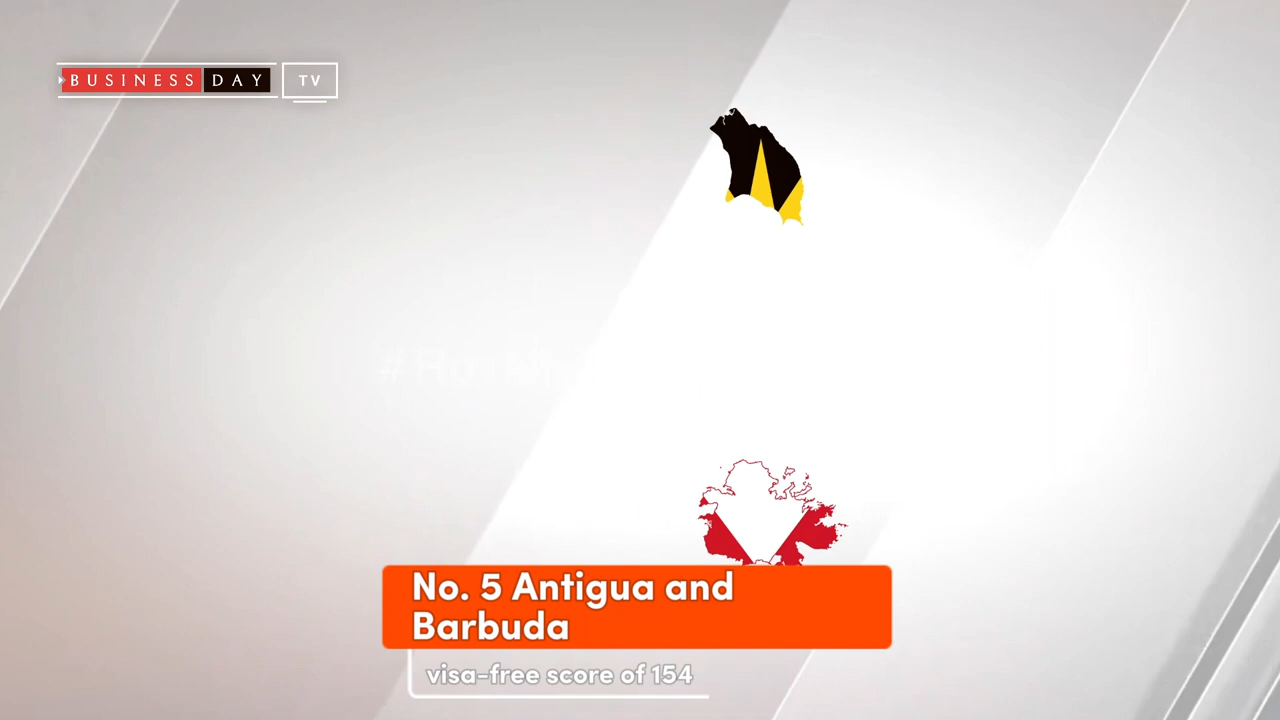 BUSINESS DAY TV
No. 5 Antigua and
Barbuda
visa-free score of 154